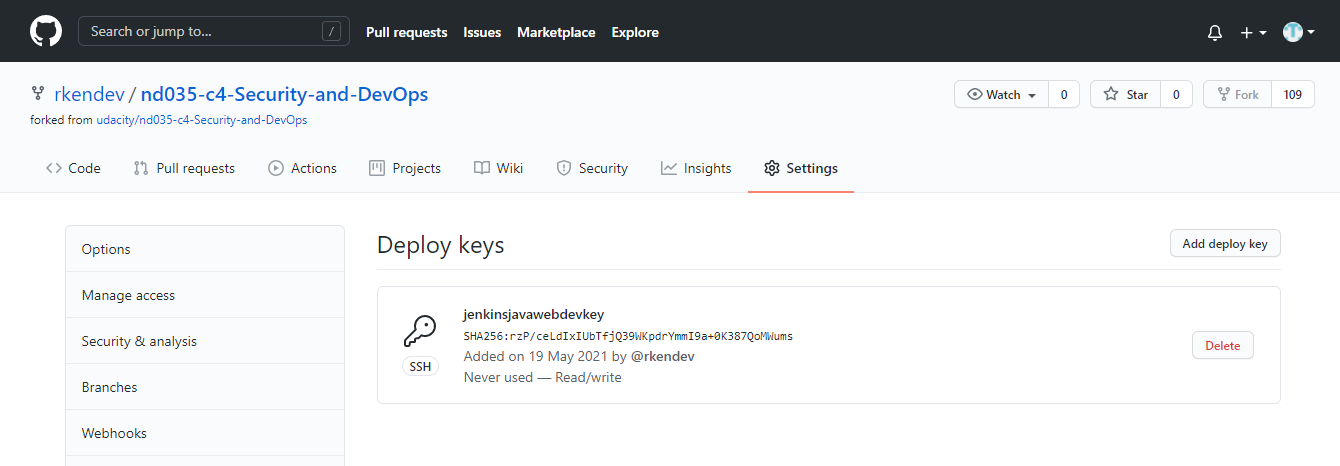 Search or jump to... / Pull requests Issues Marketplace Explore
rkendev / nd035-c4-Security-and-DevOps Watch 0 Star 0 Fork 109
forked from udacity/nd035-c4-Security-and-DevOps
Code Pull requests Actions Projects Wiki Security Insights Settings
Options
Manage access
Security & analysis
Branches
Webhooks
Deploy keys Add deploy key
jenkinsjavawebdevkey
SHA256:rzP/ceLdIxIUbTfjQ39WKpdrYmmI9a+0K387QoMWums
Added on 19 May 2021 by @rkendev
Never used — Read/write
SSH
Delete